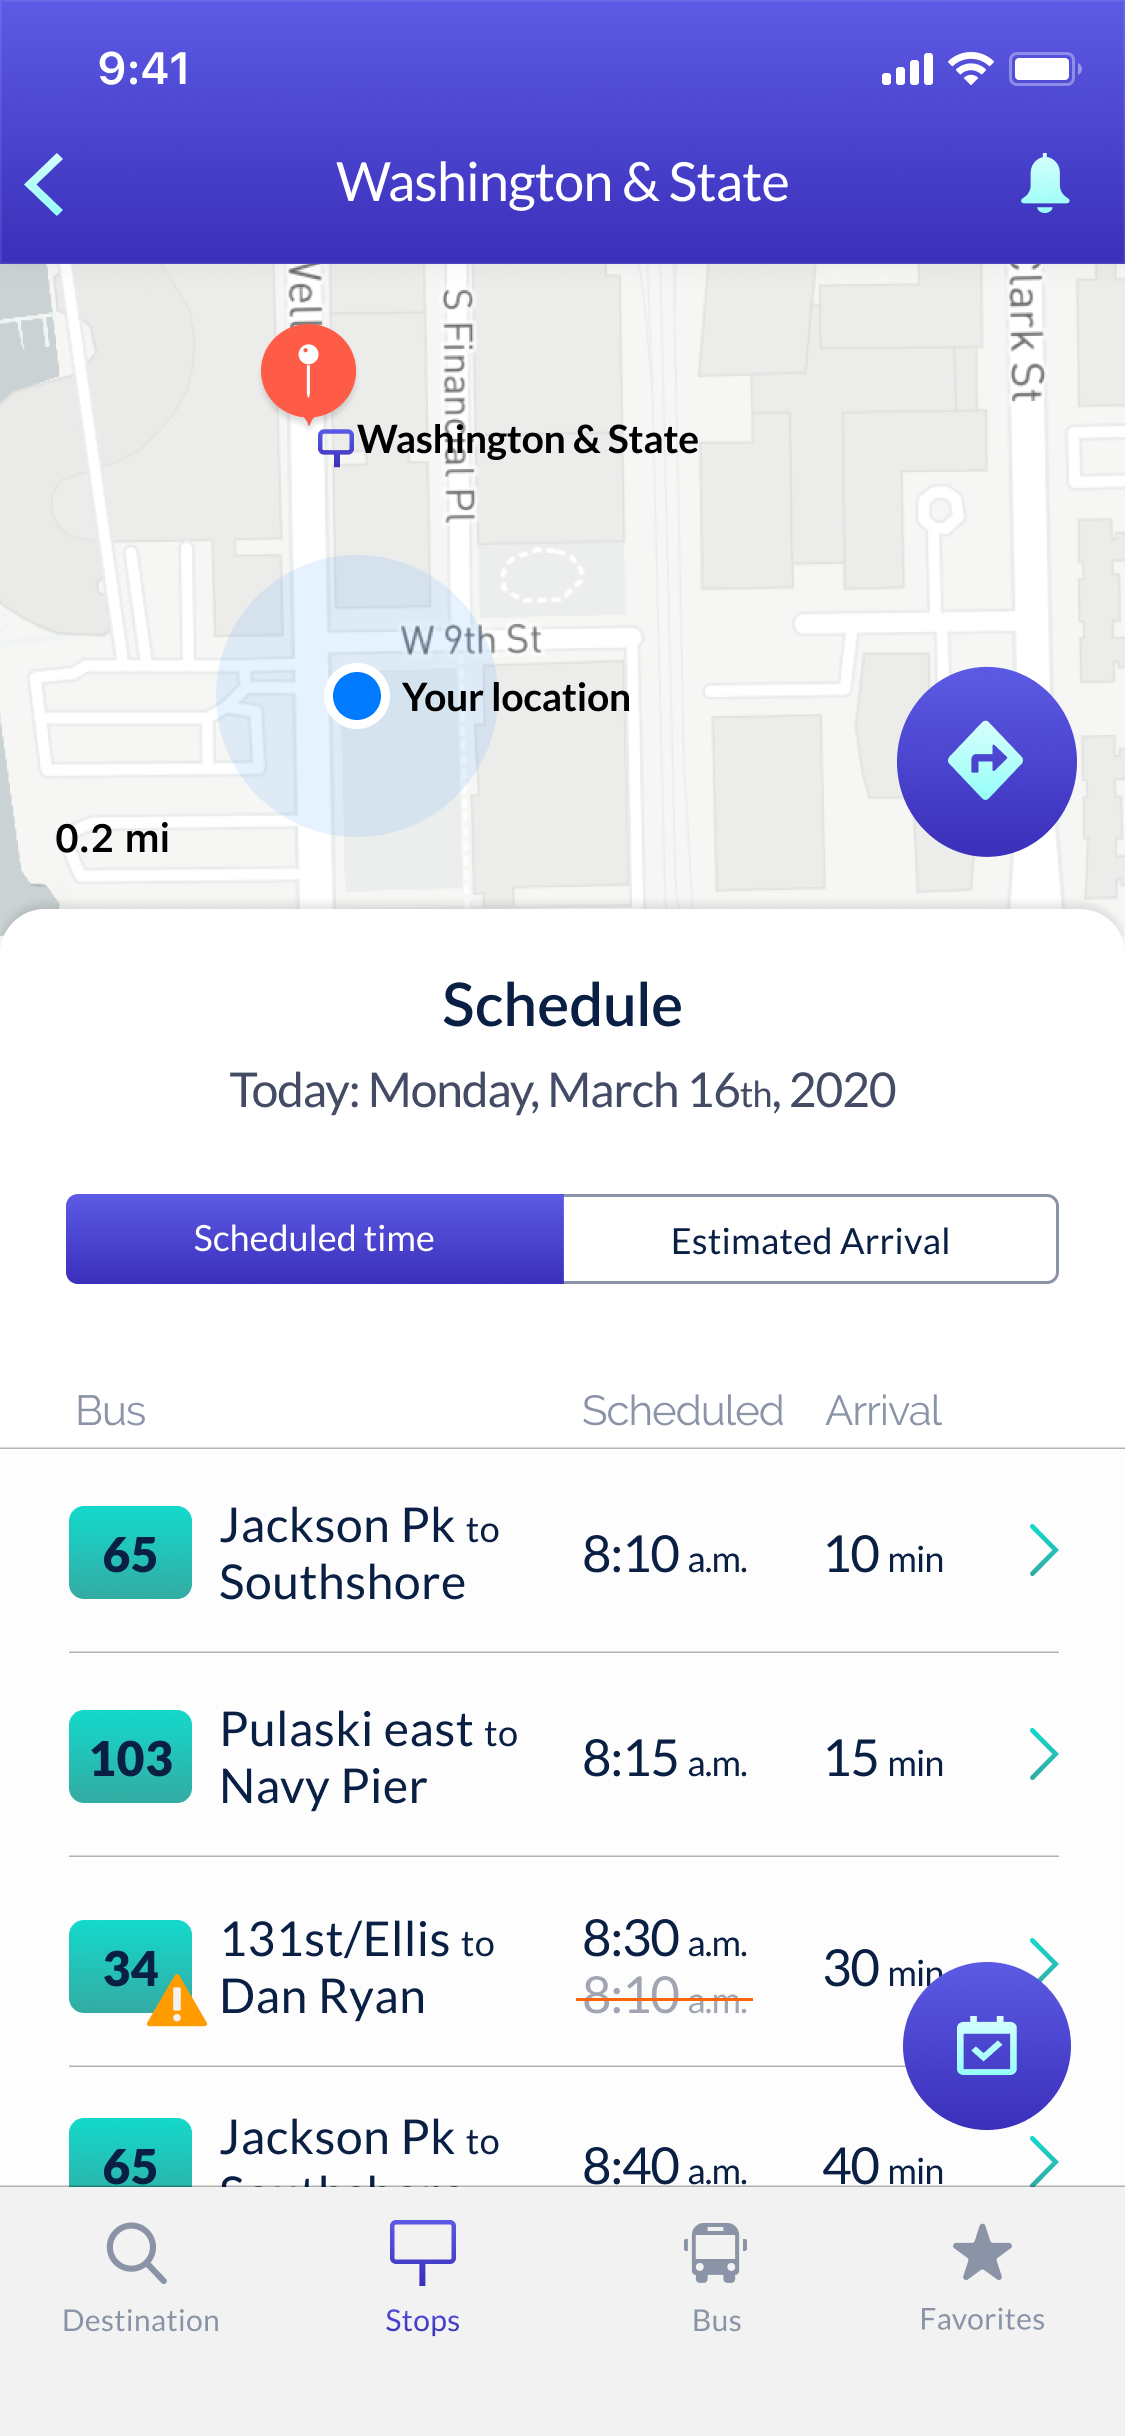 9:41
Washington & State
S Financial Pl
Clark St
Washington & State
W 9th St
Your location
0.2 mi
Schedule
Today: Monday, March 16th, 2020
Scheduled time
Estimated Arrival
Bus
Scheduled
Arrival
65
Jackson Pk to
Southshore
8:10 a.m.
10 min
103
Pulaski east to
Navy Pier
8:15 a.m.
15 min
34
131st/Ellis to
Dan Ryan
8:30 a.m.
8:10 a.m.
30 min
65
Jackson Pk to
Southshore
8:40 a.m.
40 min
Destination
Stops
Bus
Favorites